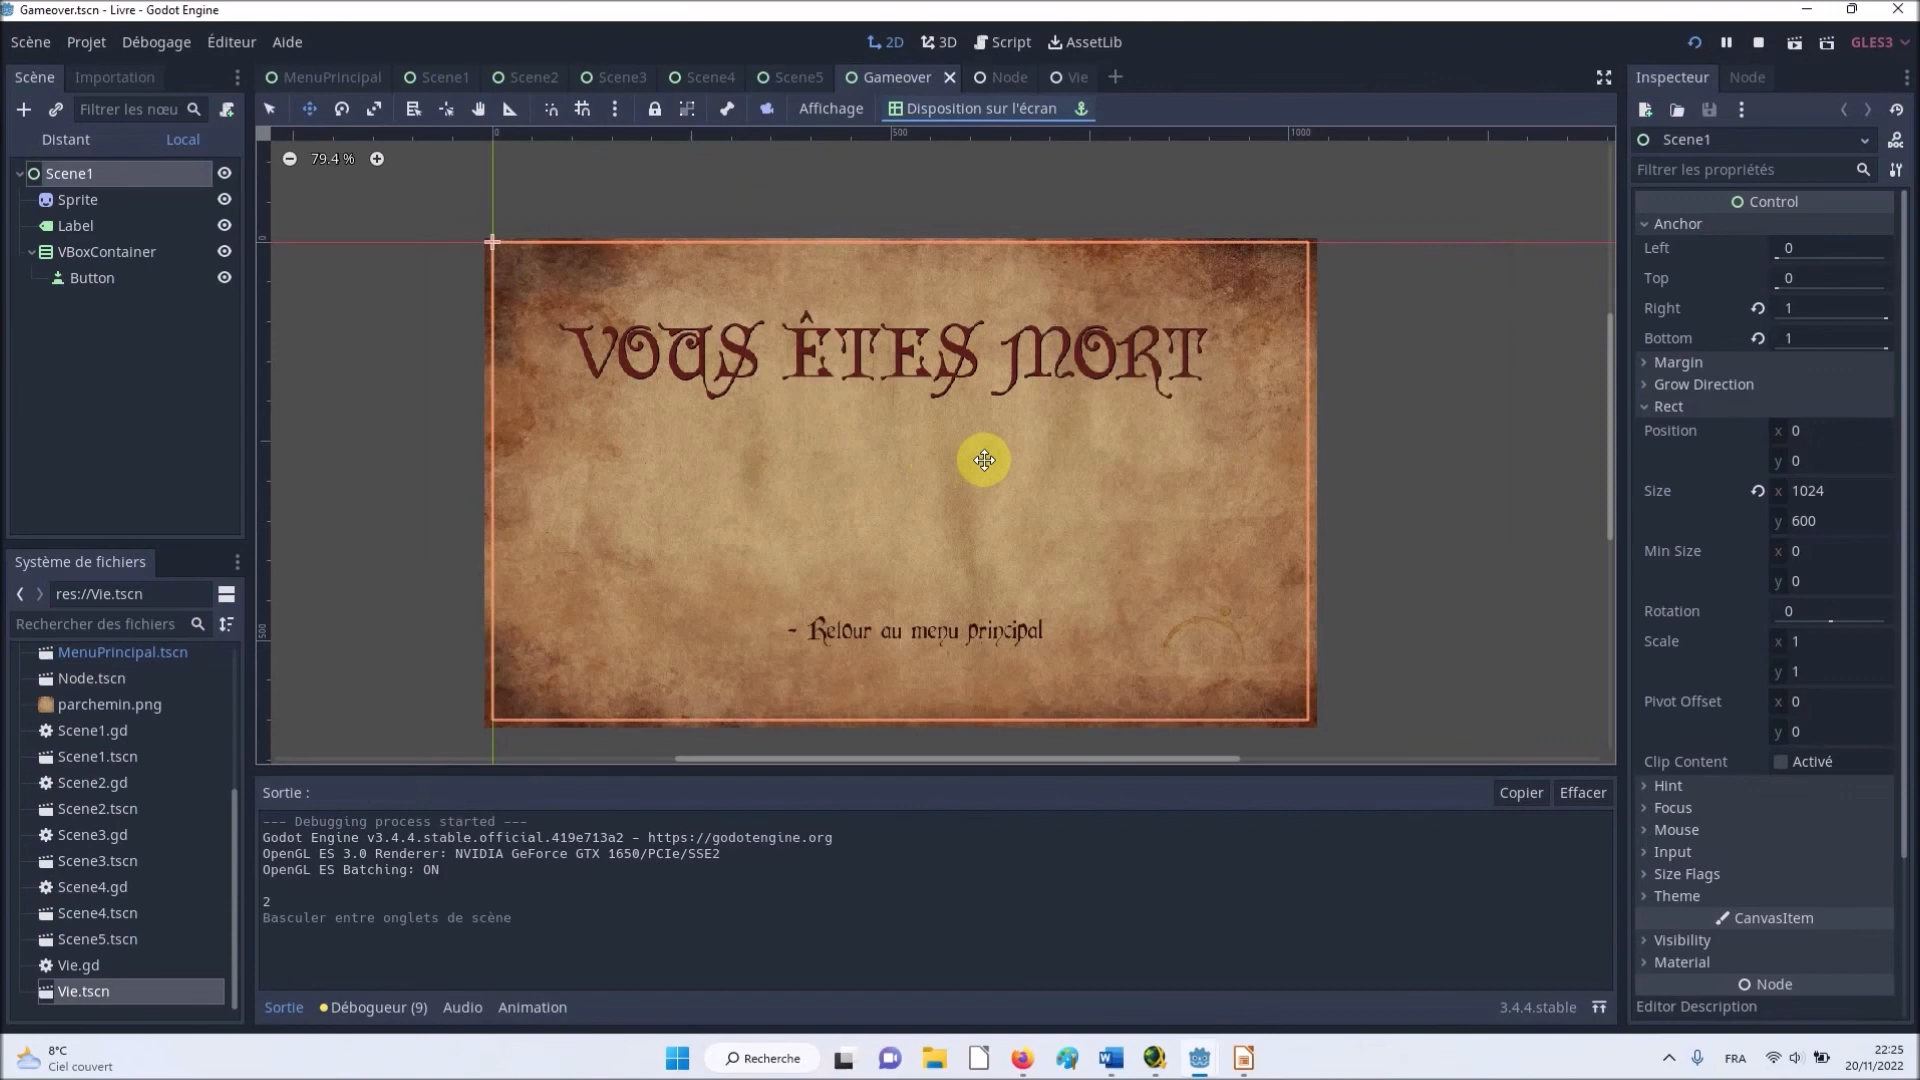 Gameover.tscn - Livre - Godot Engine
Scène Projet Débogage Éditeur Aide
2D 3D Script AssetLib
GLES3
Scène Importation
MenuPrincipal Scene1 Scene2 Scene3 Scene4 Scene5 Gameover Node Vie
Inspecteur Node
Filtrer les nœu
Affichage Disposition sur l'écran
Distant Local
Scene1
Sprite
Label
VBoxContainer
Button
79.4 %
0 500 1000
0
500
VOUS ÊTES MORT
- Retour au menu principal
Système de fichiers
res://Vie.tscn
Rechercher des fichiers
MenuPrincipal.tscn
Node.tscn
parchemin.png
Scene1.gd
Scene1.tscn
Scene2.gd
Scene2.tscn
Scene3.gd
Scene3.tscn
Scene4.gd
Scene4.tscn
Scene5.tscn
Vie.gd
Vie.tscn
Sortie :
Copier Effacer
--- Debugging process started ---
Godot Engine v3.4.4.stable.official.419e713a2 - https://godotengine.org
OpenGL ES 3.0 Renderer: NVIDIA GeForce GTX 1650/PCIe/SSE2
OpenGL ES Batching: ON
2
Basculer entre onglets de scène
Sortie Débogueur (9) Audio Animation
3.4.4.stable
Scene1
DOC
Filtrer les propriétés
Control
Anchor
Left 0
Top 0
Right 1
Bottom 1
Margin
Grow Direction
Rect
Position x 0
y 0
Size x 1024
y 600
Min Size x 0
y 0
Rotation 0
Scale x 1
y 1
Pivot Offset x 0
y 0
Clip Content Activé
Hint
Focus
Mouse
Input
Size Flags
Theme
CanvasItem
Visibility
Material
Node
Editor Description
8°C
Ciel couvert
Recherche
FRA
22:25
20/11/2022